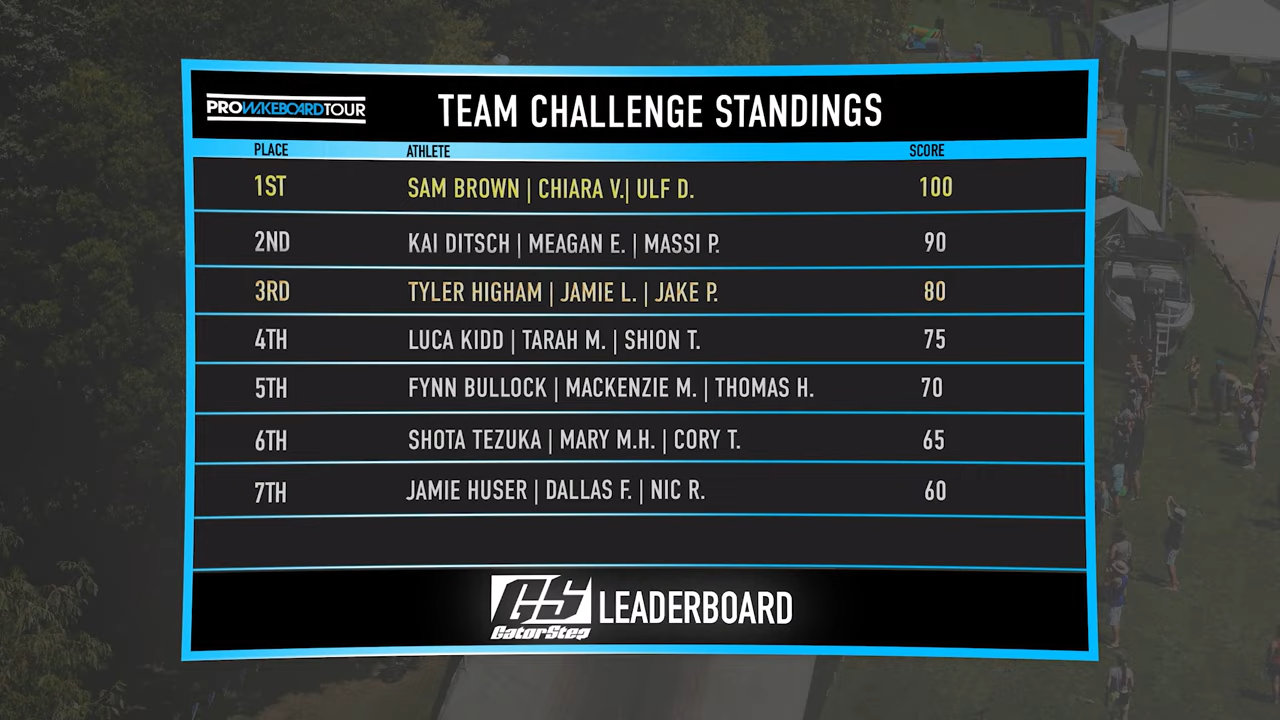 PROWAKEBOARDTOUR TEAM CHALLENGE STANDINGS
PLACE ATHLETE SCORE
1ST SAM BROWN | CHIARA V.| ULF D. 100
2ND KAI DITSCH | MEAGAN E. | MASSI P. 90
3RD TYLER HIGHAM | JAMIE L. | JAKE P. 80
4TH LUCA KIDD | TARAH M. | SHION T. 75
5TH FYNN BULLOCK | MACKENZIE M. | THOMAS H. 70
6TH SHOTA TEZUKA | MARY M.H. | CORY T. 65
7TH JAMIE HUSER | DALLAS F. | NIC R. 60
GS LEADERBOARD
GatorStep